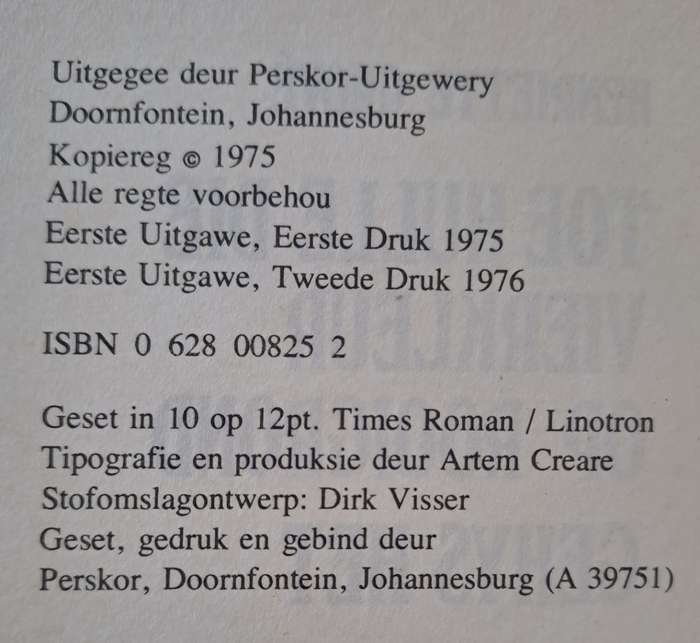 Uitgegee deur Perskor-Uitgewery
Doornfontein, Johannesburg
Kopiereg © 1975
Alle regte voorbehou
Eerste Uitgawe, Eerste Druk 1975
Eerste Uitgawe, Tweede Druk 1976
ISBN 0 628 00825 2
Geset in 10 op 12pt. Times Roman / Linotron
Tipografie en produksie deur Artem Creare
Stofomslagontwerp: Dirk Visser
Geset, gedruk en gebind deur
Perskor, Doornfontein, Johannesburg (A 39751)